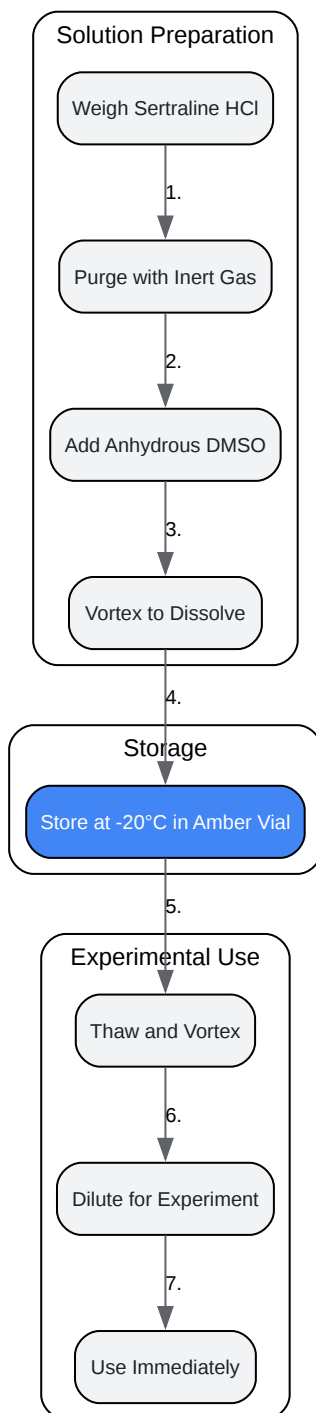 Solution Preparation
Weigh Sertraline HCl
1.
Purge with Inert Gas
2.
Add Anhydrous DMSO
3.
Vortex to Dissolve
4.
Storage
Store at -20°C in Amber Vial
5.
Experimental Use
Thaw and Vortex
6.
Dilute for Experiment
7.
Use Immediately